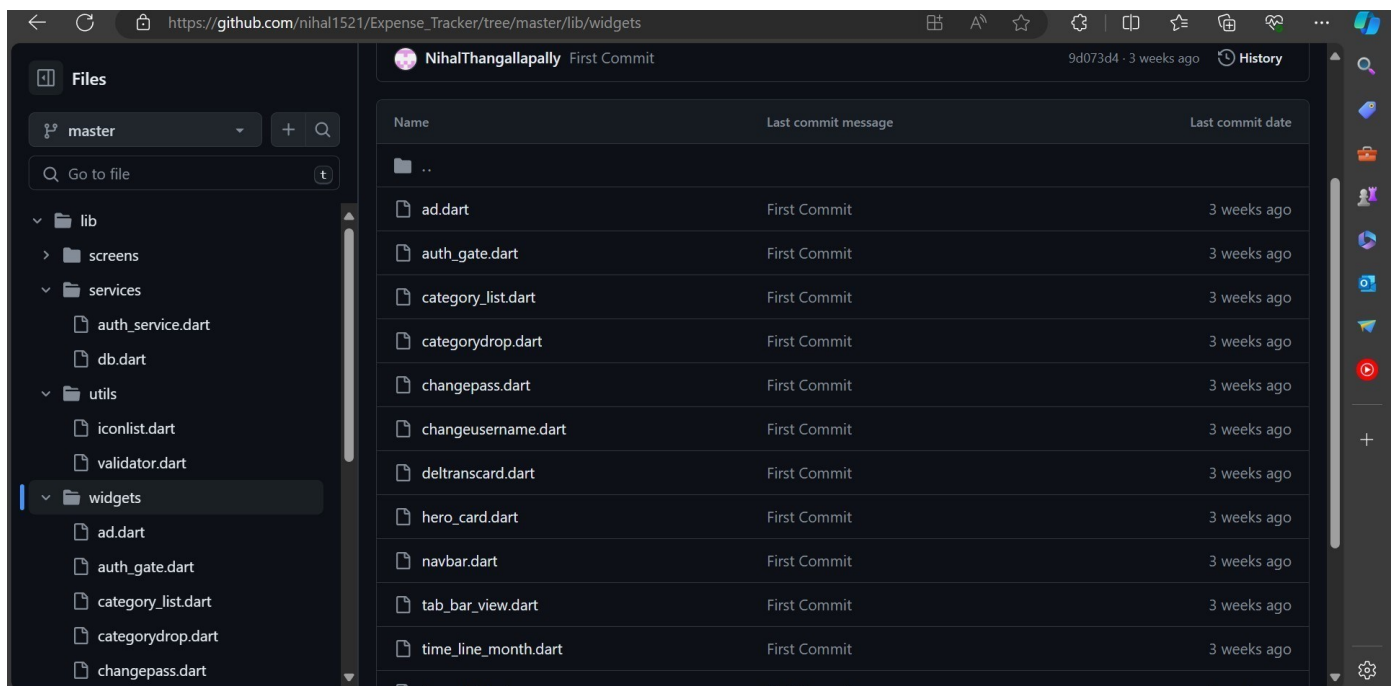 https://github.com/nihal1521/Expense_Tracker/tree/master/lib/widgets
Files
master
Go to file
t
lib
screens
services
auth_service.dart
db.dart
utils
iconlist.dart
validator.dart
widgets
ad.dart
auth_gate.dart
category_list.dart
categorydrop.dart
changepass.dart
NihalThangallapally First Commit 9d073d4 · 3 weeks ago History
Name Last commit message Last commit date
..
ad.dart First Commit 3 weeks ago
auth_gate.dart First Commit 3 weeks ago
category_list.dart First Commit 3 weeks ago
categorydrop.dart First Commit 3 weeks ago
changepass.dart First Commit 3 weeks ago
changeusername.dart First Commit 3 weeks ago
deltranscard.dart First Commit 3 weeks ago
hero_card.dart First Commit 3 weeks ago
navbar.dart First Commit 3 weeks ago
tab_bar_view.dart First Commit 3 weeks ago
time_line_month.dart First Commit 3 weeks ago